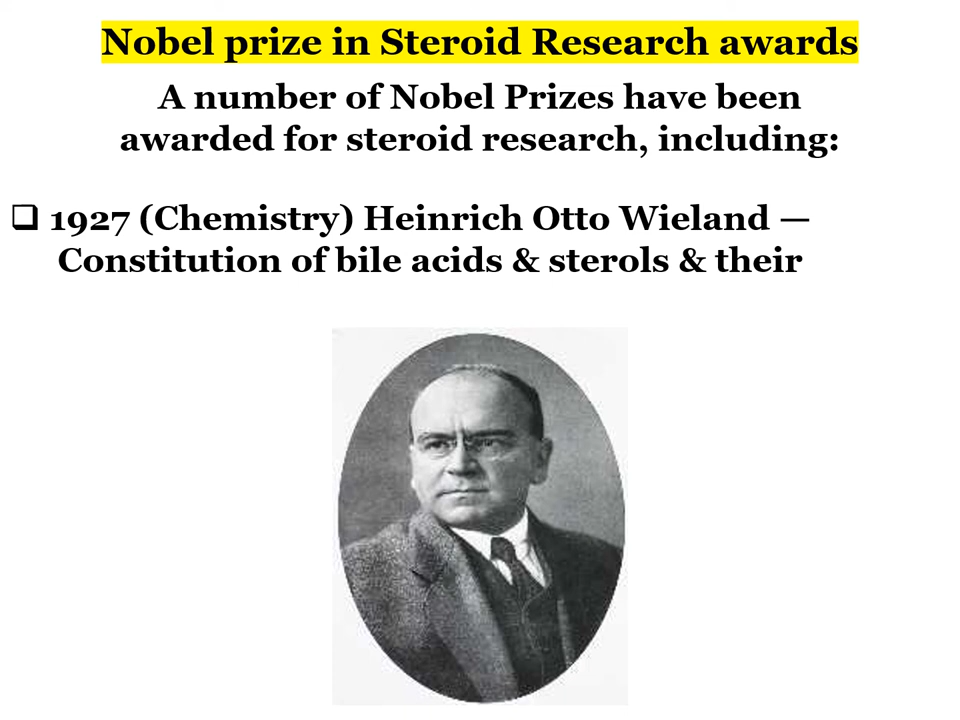 Nobel prize in Steroid Research awards
A number of Nobel Prizes have been
awarded for steroid research, including:
❑ 1927 (Chemistry) Heinrich Otto Wieland —
Constitution of bile acids & sterols & their